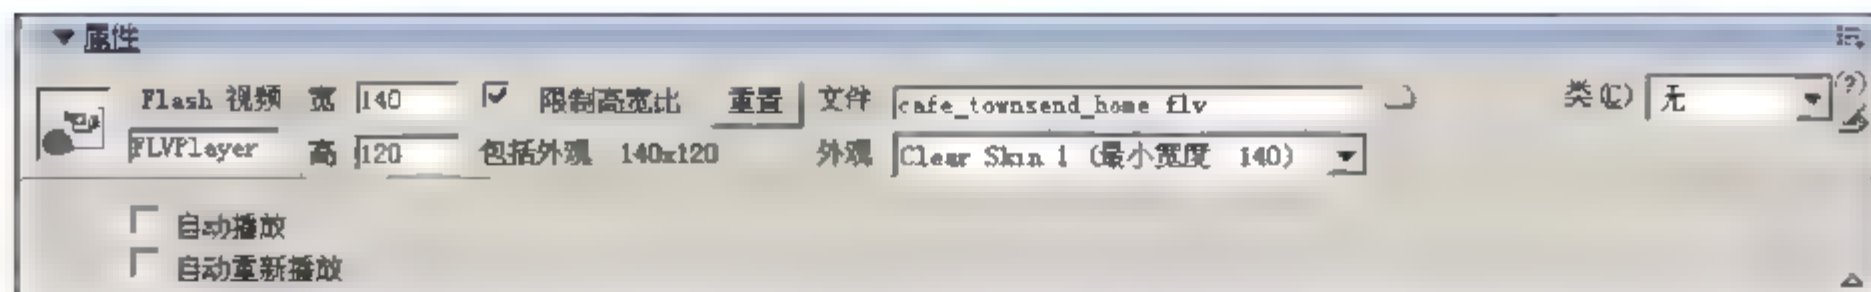 属性
Flash 视频 宽 140 限制高宽比 重置 文件 cafe_townsend_home flv 类(C) 无 (?)
FLVPlayer 高 120 包括外观 140x120 外观 Clear Skin 1 (最小宽度 140)
自动播放
自动重新播放